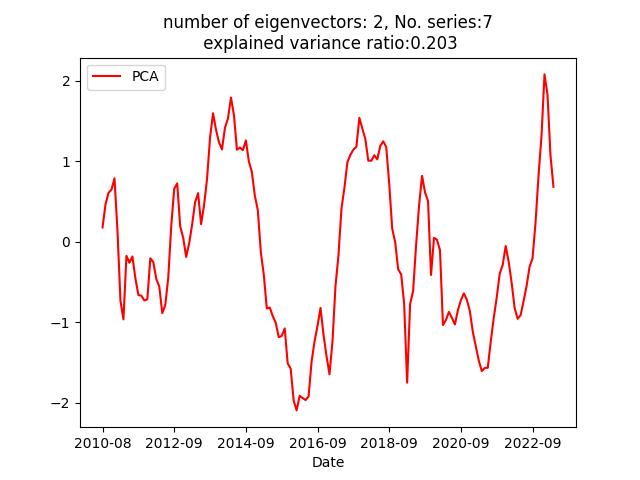 number of eigenvectors: 2, No. series:7
explained variance ratio:0.203
PCA
2
1
0
−1
−2
2010-08 2012-09 2014-09 2016-09 2018-09 2020-09 2022-09
Date